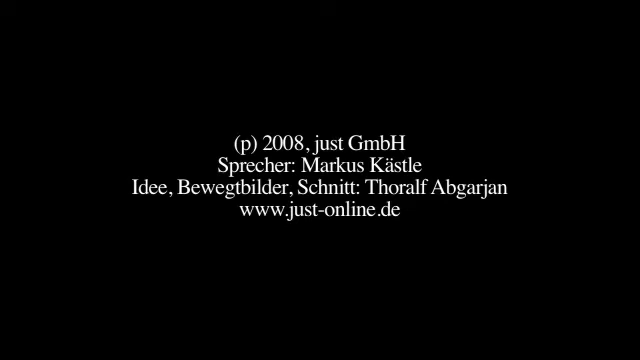 (p) 2008, just GmbH
Sprecher: Markus Kästle
Idee, Bewegtbilder, Schnitt: Thoralf Abgarjan
www.just-online.de